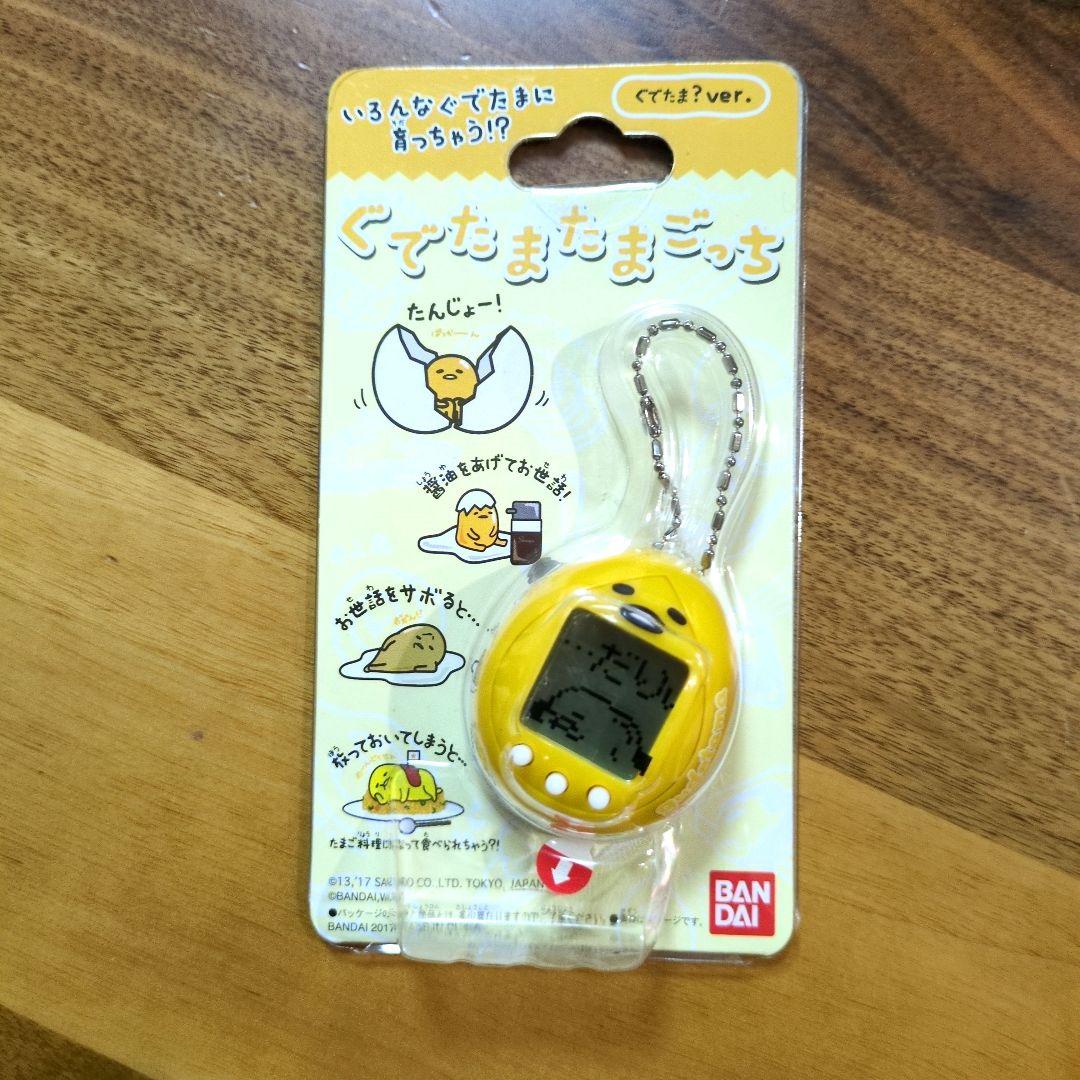 いろんなぐでたまに
育っちゃう!?
ぐでたま?ver.
ぐでたまたまごっち
たんじょー!
ぱっかーん
醤油をあげてお世話!
お世話をサボると…
…だりぃ
放っておいてしまうと…
たまご料理になって食べられちゃう?!
©13,'17 SANRIO CO.,LTD. TOKYO, JAPAN
©BANDAI,WiZ
BANDAI 2017
BAN
DAI